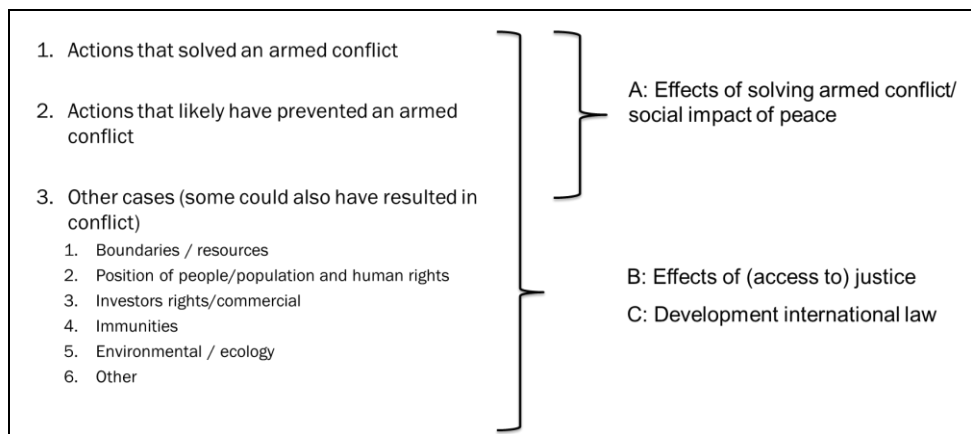 1. Actions that solved an armed conflict
2. Actions that likely have prevented an armed
conflict
3. Other cases (some could also have resulted in
conflict)
1. Boundaries / resources
2. Position of people/population and human rights
3. Investors rights/commercial
4. Immunities
5. Environmental / ecology
6. Other
A: Effects of solving armed conflict/
social impact of peace
B: Effects of (access to) justice
C: Development international law